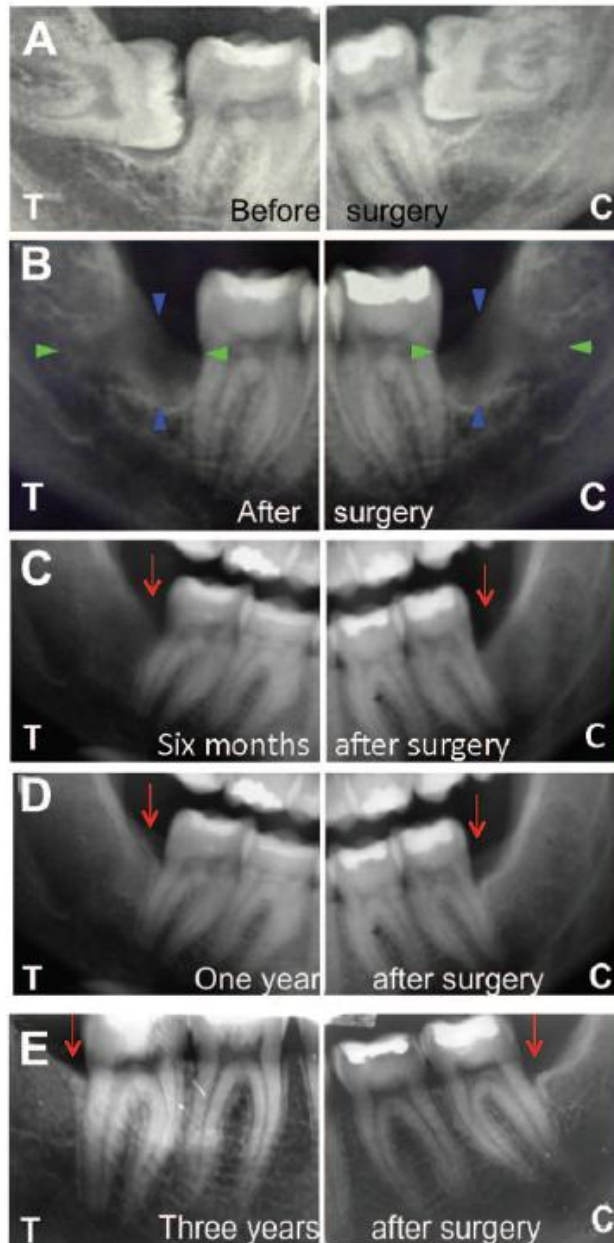 A
T Before surgery C
B
T After surgery C
C
T Six months after surgery C
D
T One year after surgery C
E
T Three years after surgery C